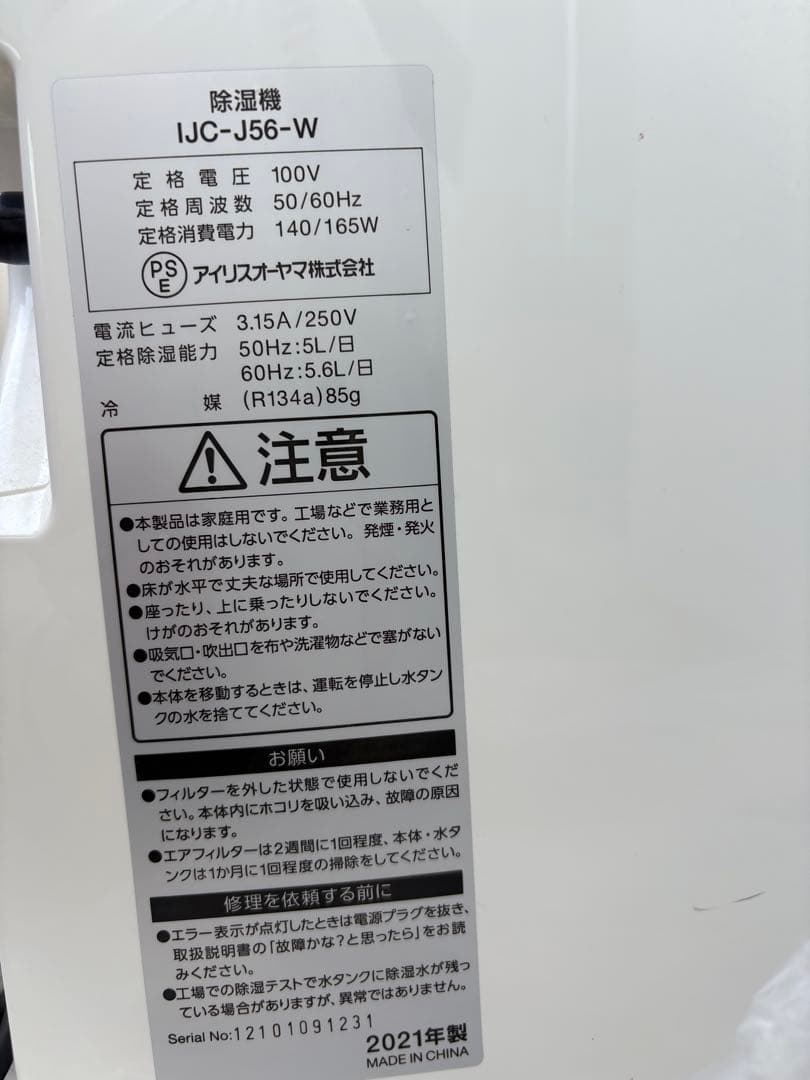 除湿機
IJC-J56-W
定格電圧 100V
定格周波数 50/60Hz
定格消費電力 140/165W
PSE アイリスオーヤマ株式会社
電流ヒューズ 3.15A/250V
定格除湿能力 50Hz:5L/日
60Hz:5.6L/日
冷媒 (R134a)85g
注意
●本製品は家庭用です。工場などで業務用と
しての使用はしないでください。発煙・発火
のおそれがあります。
●床が水平で丈夫な場所で使用してください。
●座ったり、上に乗ったりしないでください。
けがのおそれがあります。
●吸気口・吹出口を布や洗濯物などで塞がない
でください。
●本体を移動するときは、運転を停止し水タン
クの水を捨ててください。
お願い
●フィルターを外した状態で使用しないでくだ
さい。本体内にホコリを吸い込み、故障の原因
になります。
●エアフィルターは2週間に1回程度、本体・水タ
ンクは1か月に1回程度の掃除をしてください。
修理を依頼する前に
●エラー表示が点灯したときは電源プラグを抜き、
取扱説明書の「故障かな?と思ったら」をお読
みください。
●工場での除湿テストで水タンクに除湿水が残っ
ている場合がありますが、異常ではありません。
Serial No:12101091231
2021年製
MADE IN CHINA